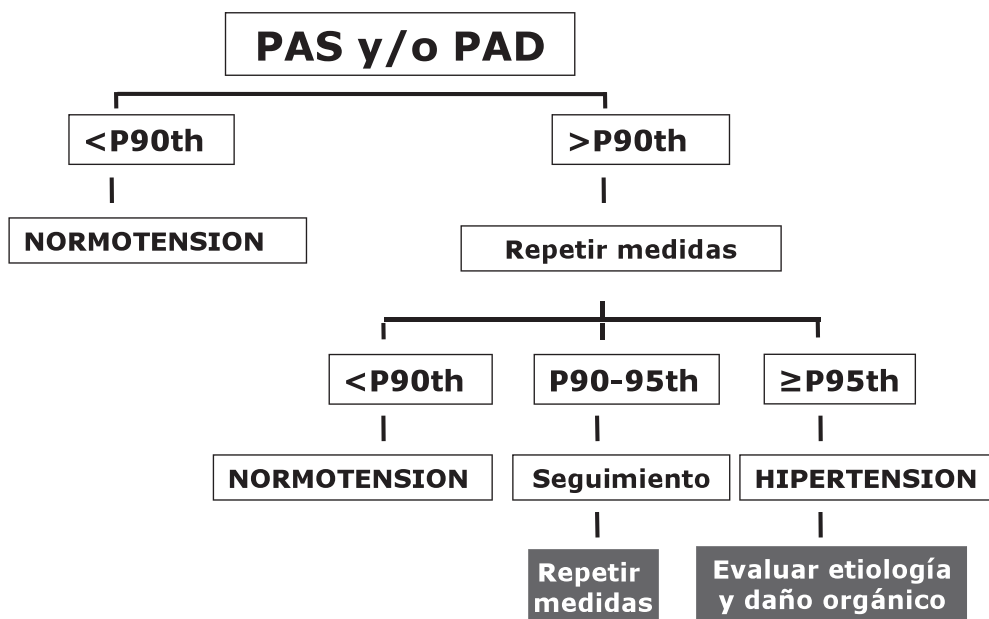 PAS y/o PAD
<P90th
>P90th
NORMOTENSION
Repetir medidas
<P90th
P90-95th
≥P95th
NORMOTENSION
Seguimiento
HIPERTENSION
Repetir
medidas
Evaluar etiología
y daño orgánico